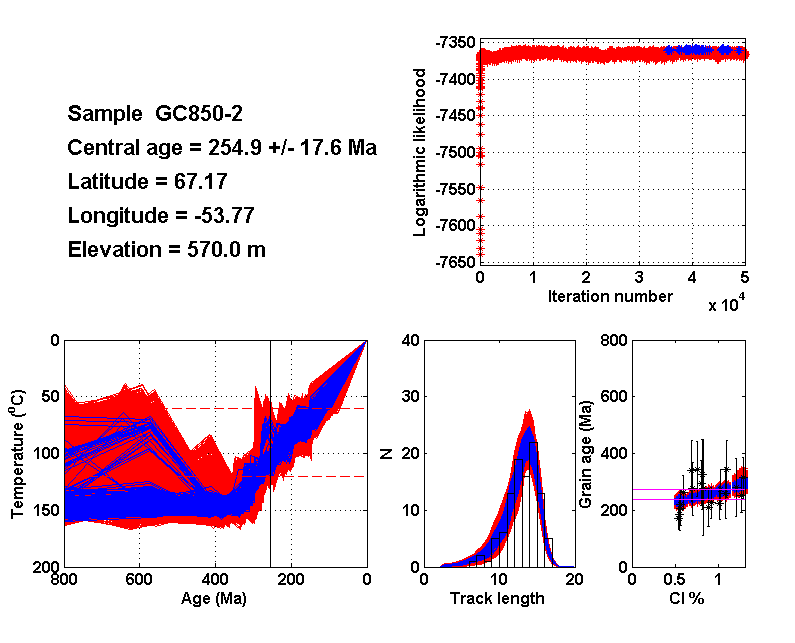 Sample GC850-2
Central age = 254.9 +/- 17.6 Ma
Latitude = 67.17
Longitude = -53.77
Elevation = 570.0 m
Logarithmic likelihood
-7350
-7400
-7450
-7500
-7550
-7600
-7650
0 1 2 3 4 5
Iteration number
x 10^4
Temperature (⁰C)
0
50
100
150
200
800 600 400 200 0
Age (Ma)
N
40
30
20
10
0
0 10 20
Track length
Grain age (Ma)
800
600
400
200
0
0 0.5 1
Cl %